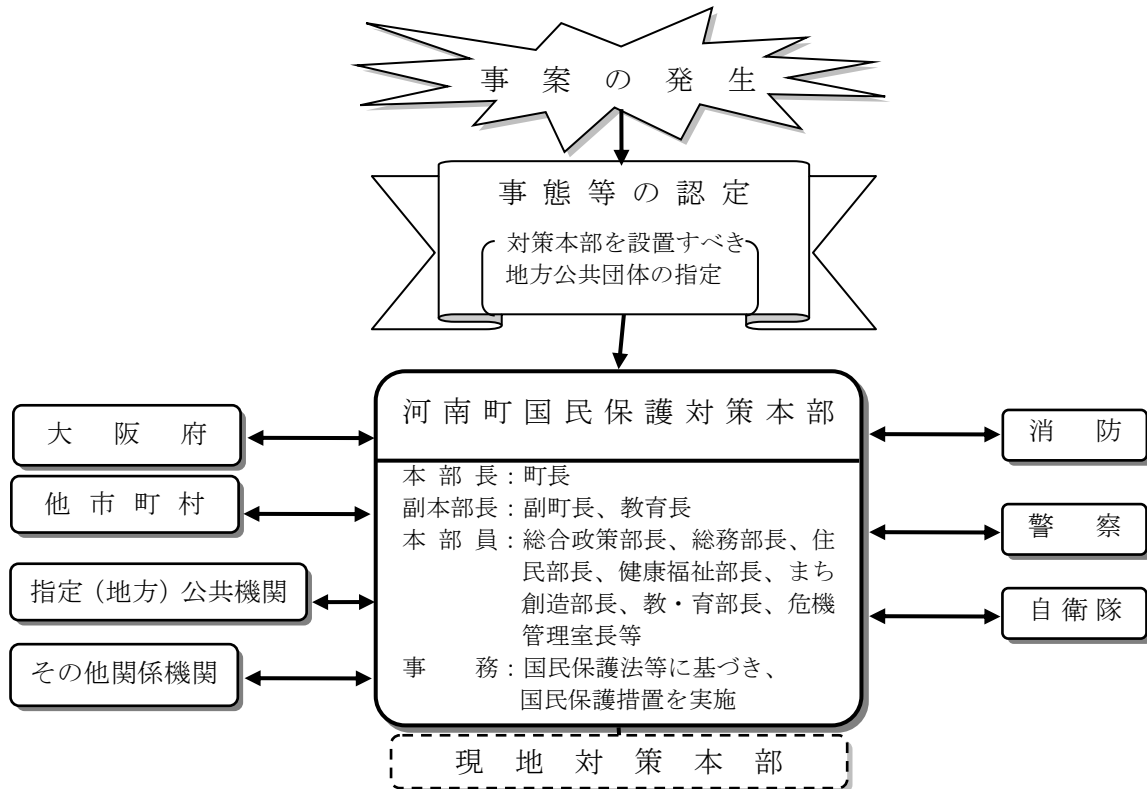 事案の発生
事態等の認定
対策本部を設置すべき
地方公共団体の指定
河南町国民保護対策本部
本部長：町長
副本部長：副町長、教育長
本部員：総合政策部長、総務部長、住
民部長、健康福祉部長、まち
創造部長、教・育部長、危機
管理室長等
事務：国民保護法等に基づき、
国民保護措置を実施
大阪府
他市町村
指定（地方）公共機関
その他関係機関
消防
警察
自衛隊
現地対策本部